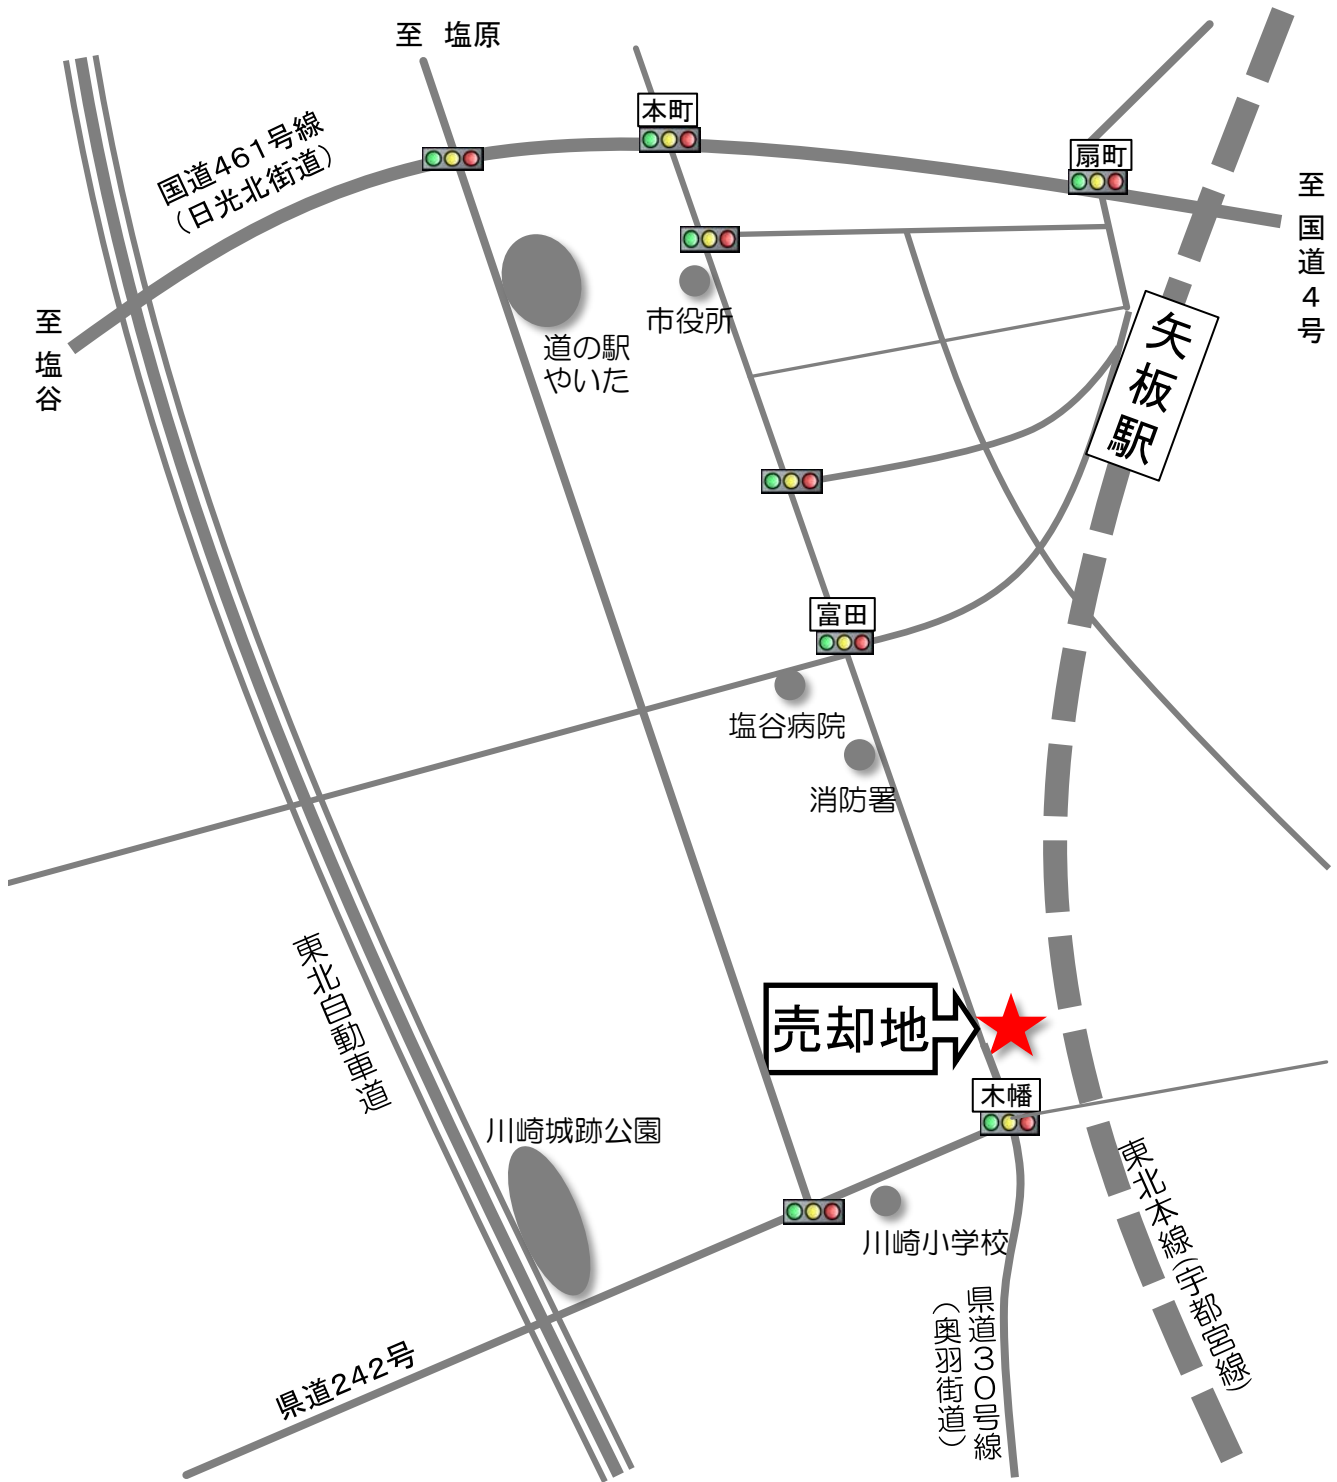 至 塩原
本町
国道461号線
（日光北街道）
扇町
至国道4号
至塩谷
市役所
道の駅
やいた
矢板駅
富田
塩谷病院
消防署
東北自動車道
売却地
木幡
川崎城跡公園
川崎小学校
東北本線(宇都宮線)
県道30号線
（奥羽街道）
県道242号